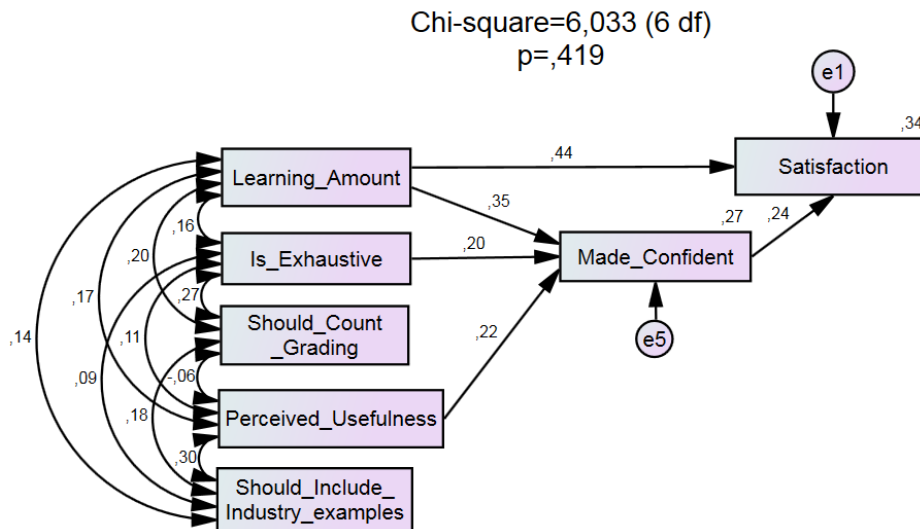 Chi-square=6,033 (6 df)
p=,419
e1
,34
Satisfaction
,44
Learning_Amount
,35
,16
,27
,24
,20
Is_Exhaustive
,20
Made_Confident
,17
,27
Should_Count
_Grading
,22
e5
,14
,11
,09
-,06
,18
Perceived_Usefulness
,30
Should_Include_
Industry_examples